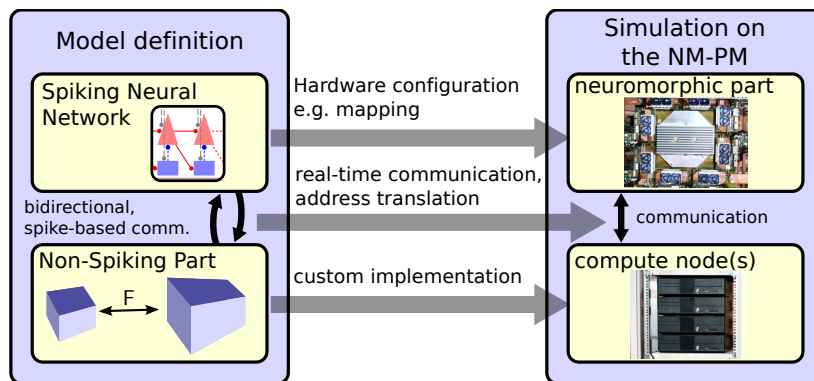 Model definition
Spiking Neural
Network
bidirectional,
spike-based comm.
Non-Spiking Part
F
Hardware configuration
e.g. mapping
real-time communication,
address translation
custom implementation
Simulation on
the NM-PM
neuromorphic part
communication
compute node(s)